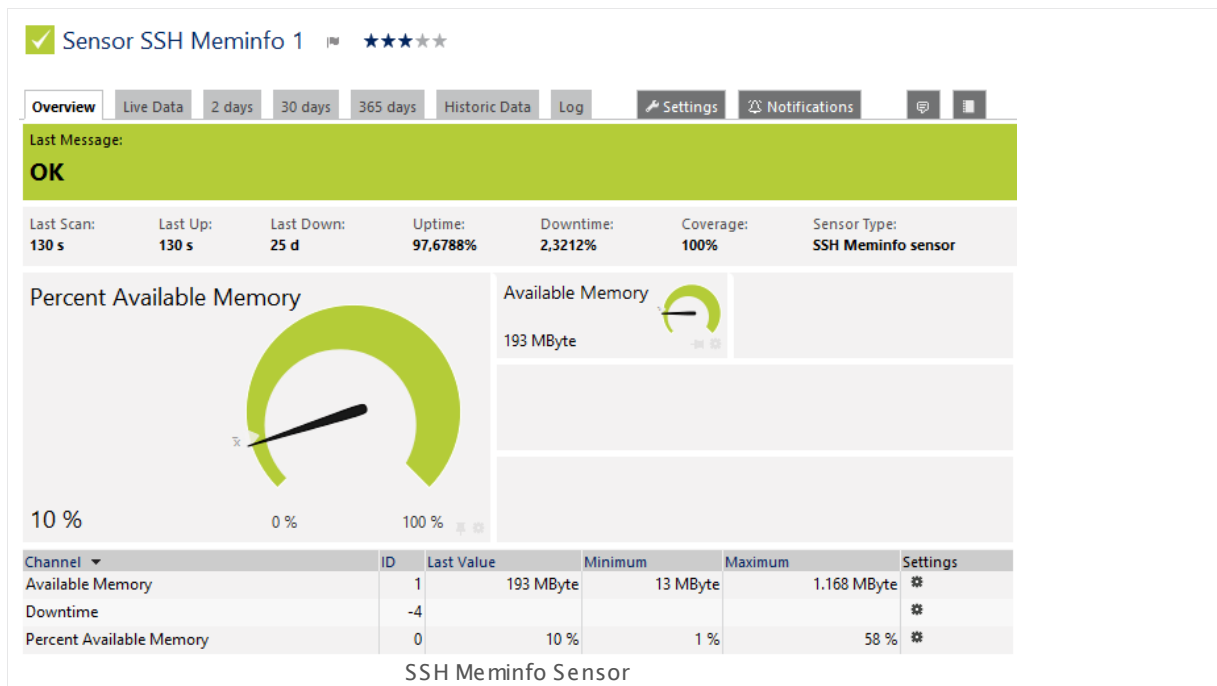 Sensor SSH Meminfo 1
Overview Live Data 2 days 30 days 365 days Historic Data Log Settings Notifications
Last Message:
OK
Last Scan: Last Up: Last Down: Uptime: Downtime: Coverage: Sensor Type:
130 s 130 s 25 d 97,6788% 2,3212% 100% SSH Meminfo sensor
Percent Available Memory
10 %
0 % 100 %
Available Memory
193 MByte
Channel ID Last Value Minimum Maximum Settings
Available Memory 1 193 MByte 13 MByte 1.168 MByte
Downtime -4
Percent Available Memory 0 10 % 1 % 58 %
SSH Meminfo Sensor